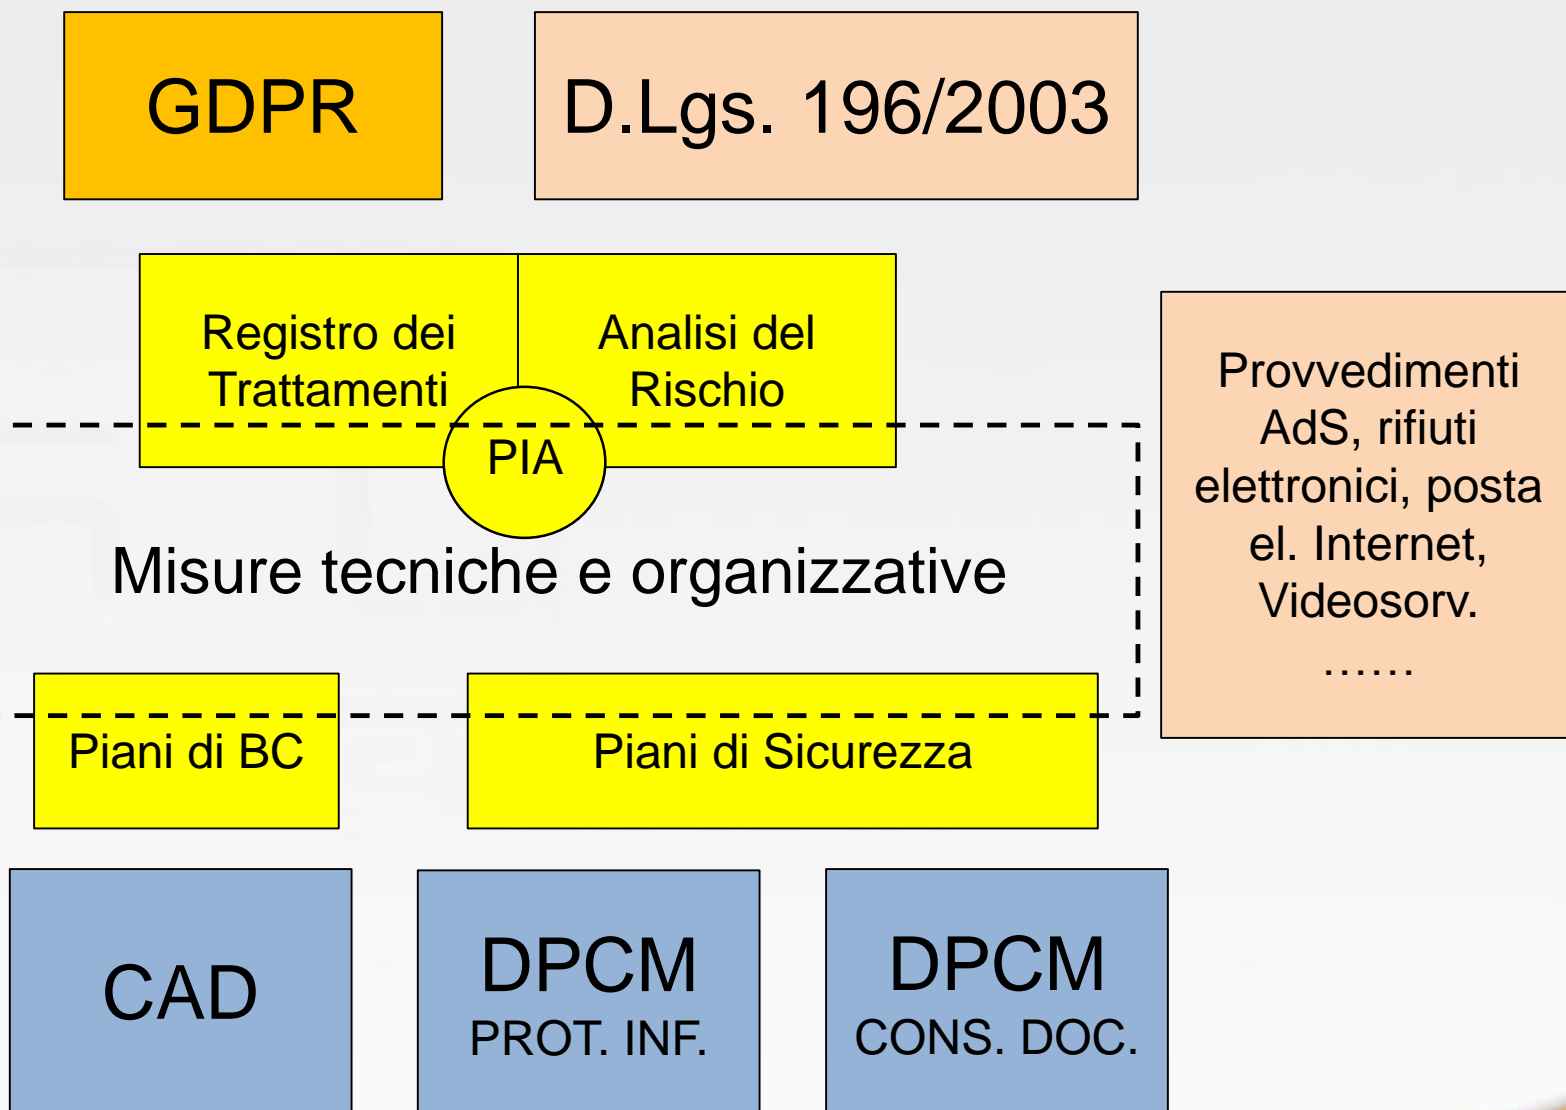 GDPR
D.Lgs. 196/2003
Registro dei
Trattamenti
Analisi del
Rischio
PIA
Provvedimenti
AdS, rifiuti
elettronici, posta
el. Internet,
Videosorv.
……
Misure tecniche e organizzative
Piani di BC
Piani di Sicurezza
CAD
DPCM
PROT. INF.
DPCM
CONS. DOC.